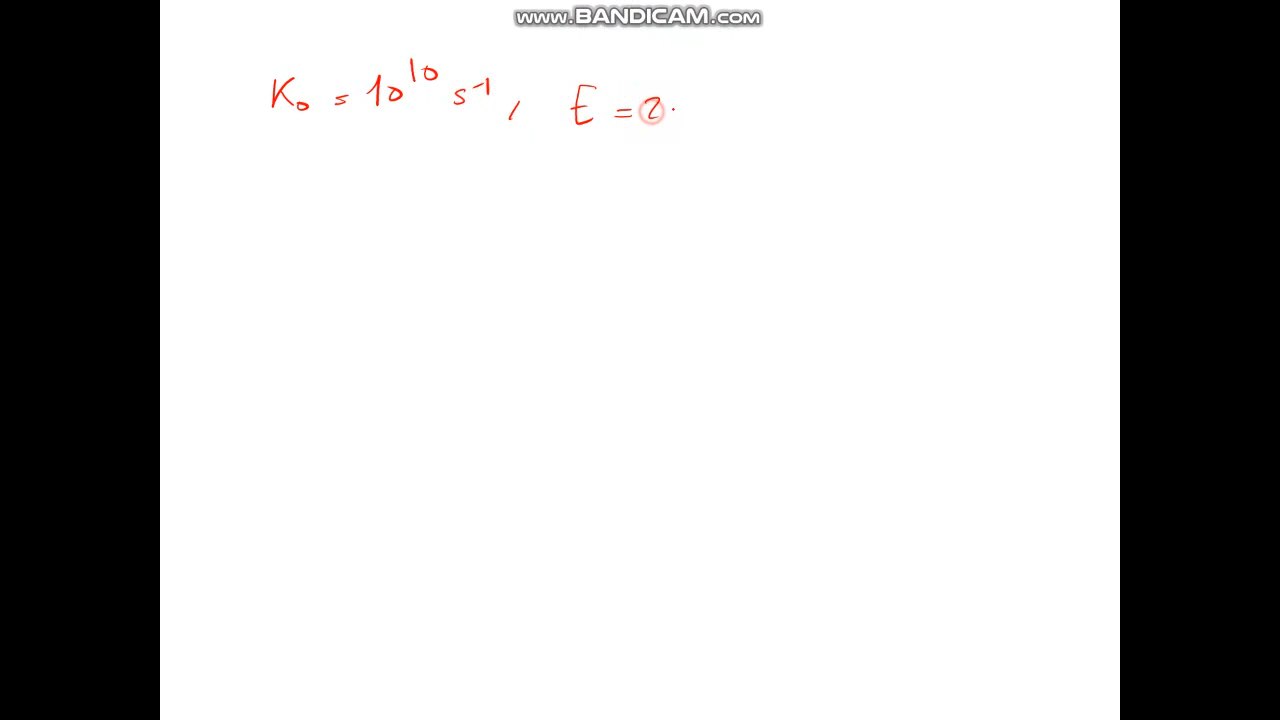 www.BANDICAM.com
K₀ = 10¹⁰ s⁻¹, E = 2.